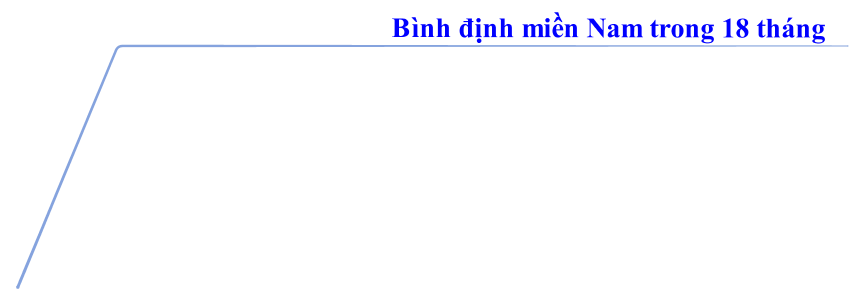 Bình định miền Nam trong 18 tháng